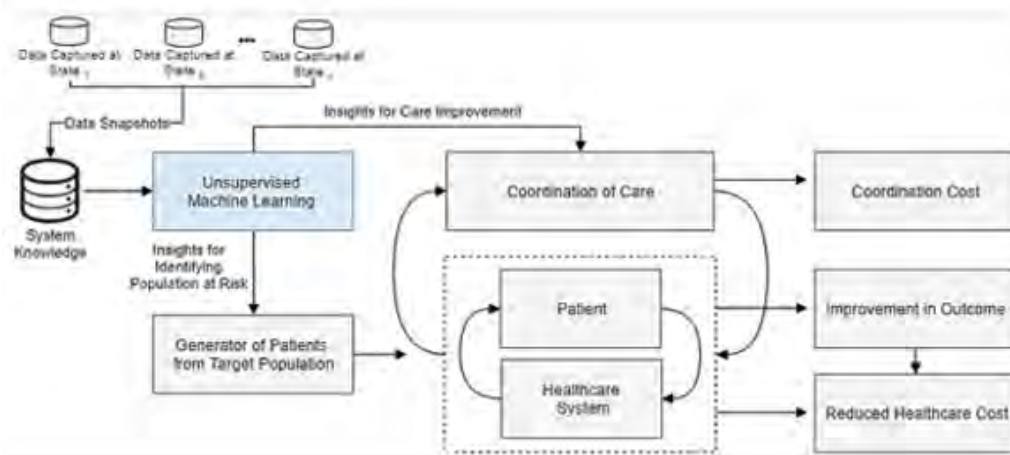 Data Captured at
State 1
Data Captured at
State
...
Data Captured at
State
Data Snapshots
Insights for Care Improvement
System
Knowledge
Unsupervised
Machine Learning
Coordination of Care
Coordination Cost
Insights for
Identifying
Population at Risk
Patient
Improvement in Outcome
Generator of Patients
from Target Population
Healthcare
System
Reduced Healthcare Cost